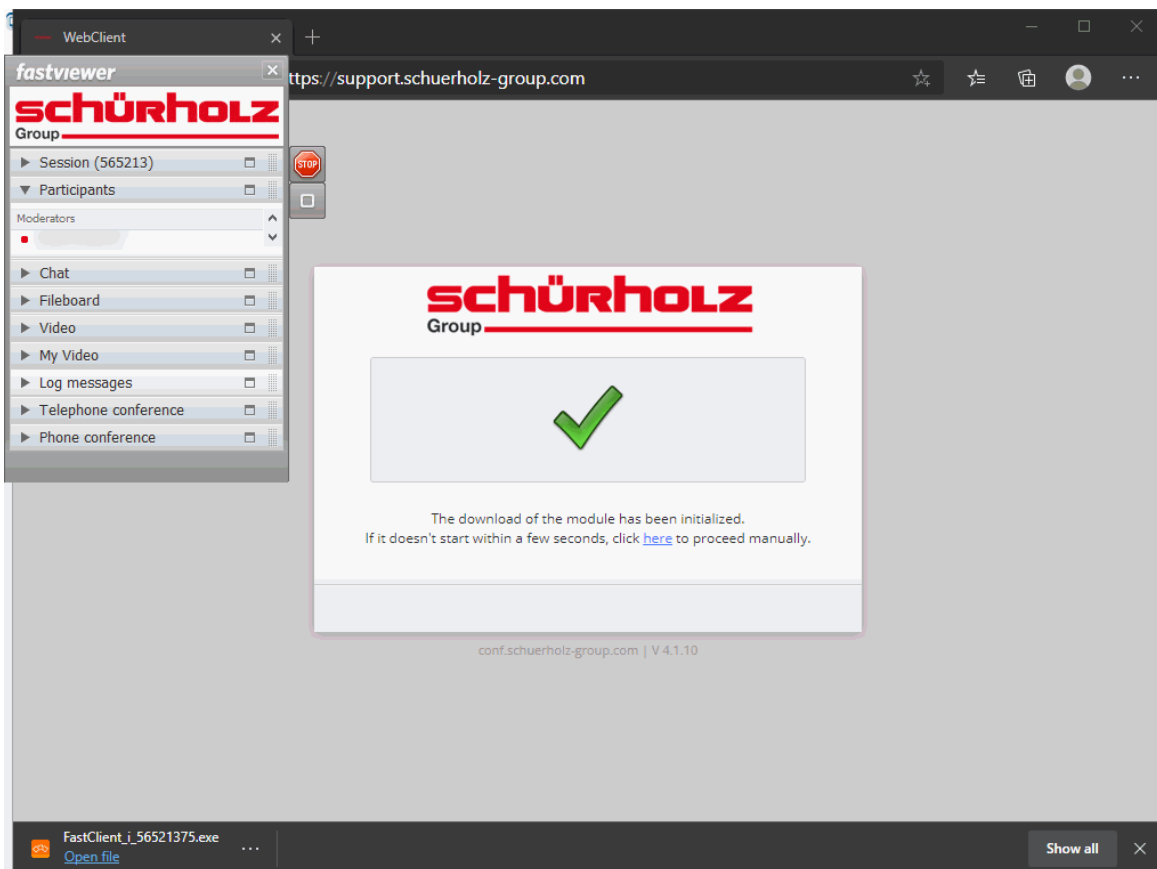 WebClient
fastviewer
ttps://support.schuerholz-group.com
schürholz
Group
Session (565213)
STOP
Participants
Moderators
Chat
Fileboard
Video
My Video
Log messages
Telephone conference
Phone conference
schürholz
Group
The download of the module has been initialized.
If it doesn't start within a few seconds, click here to proceed manually.
conf.schuerholz-group.com | V 4.1.10
FastClient_i_56521375.exe
Open file
Show all